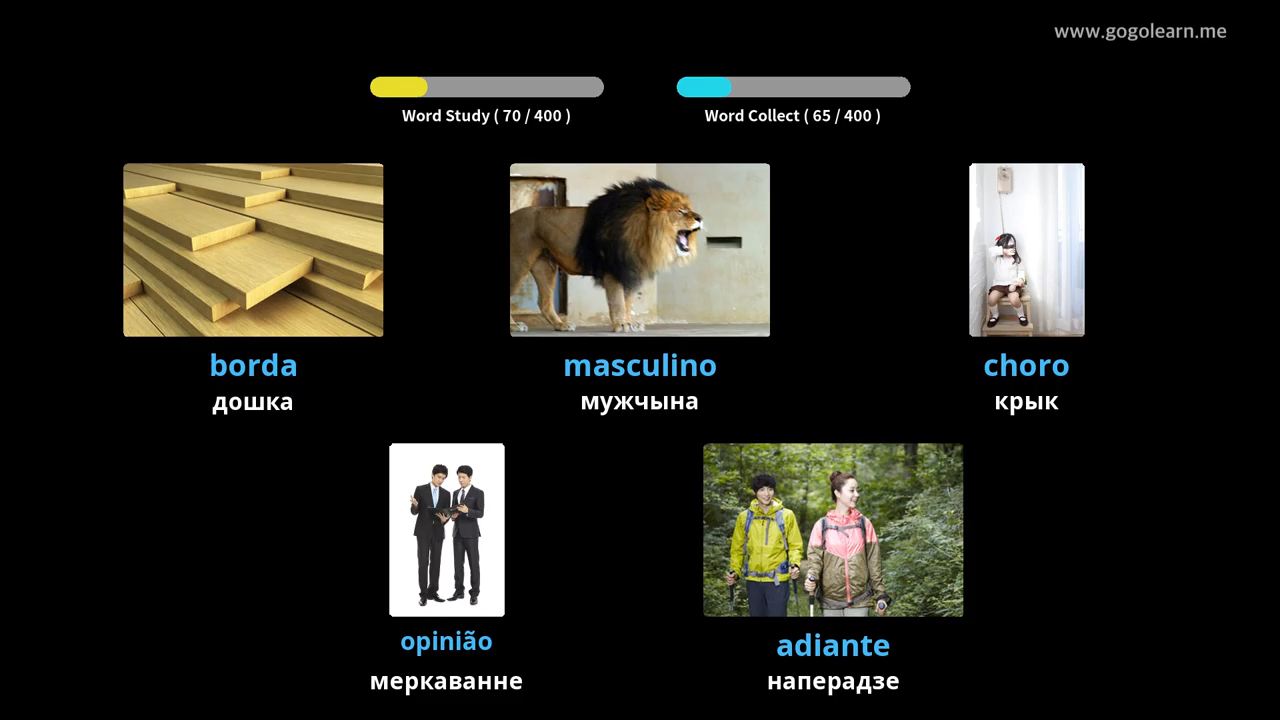 www.gogolearn.me
Word Study ( 70 / 400 )
Word Collect ( 65 / 400 )
borda
дошка
masculino
мужчына
choro
крык
opinião
меркаванне
adiante
наперадзе